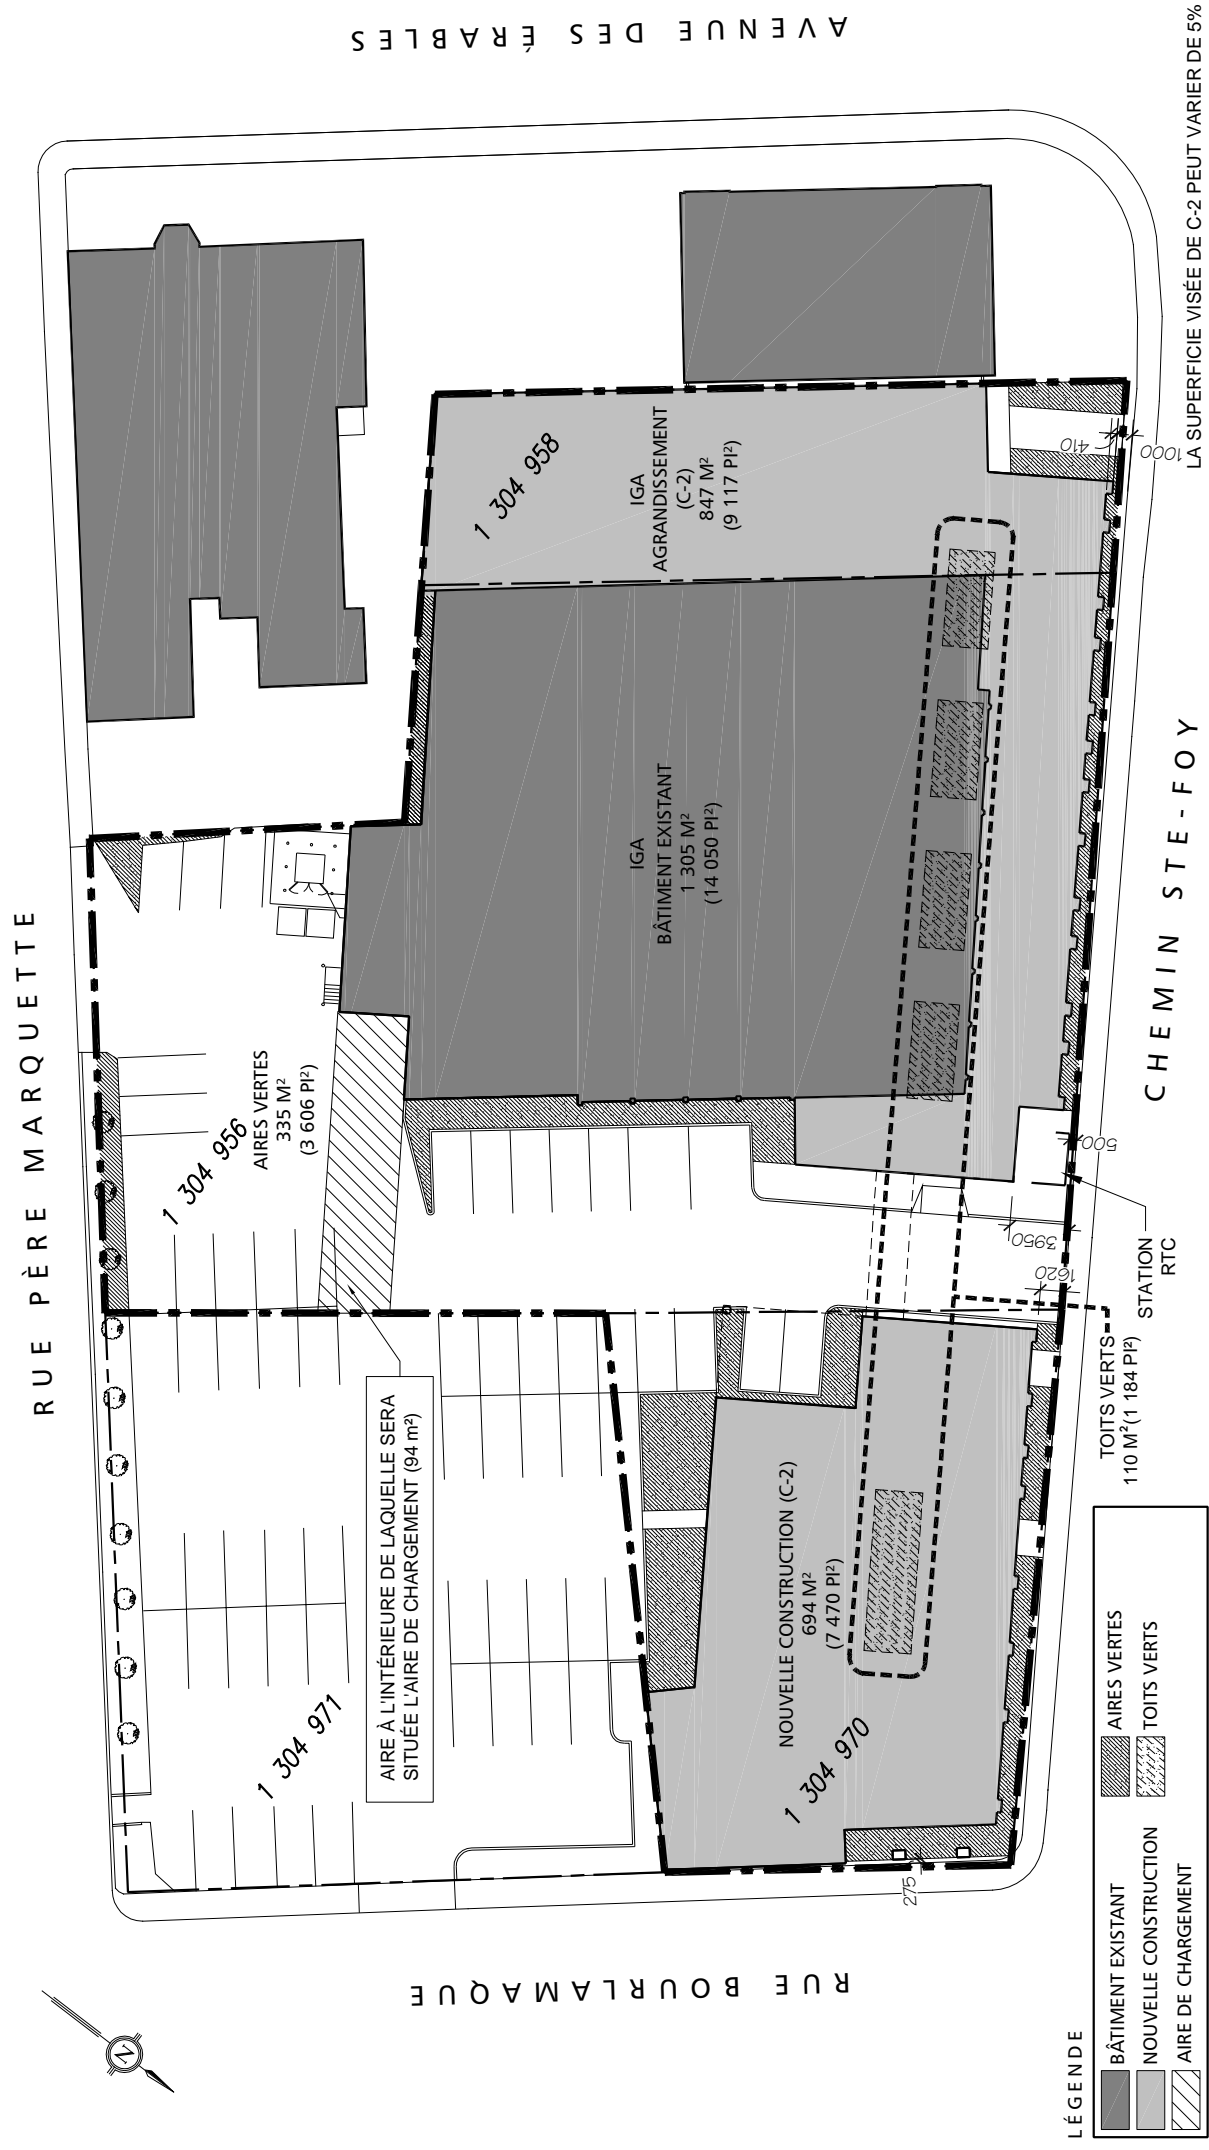 AVENUE DES ÉRABLES
RUE PÈRE MARQUETTE
CHEMIN STE-FOY
RUE BOURLAMAQUE
LA SUPERFICIE VISÉE DE C-2 PEUT VARIER DE 5%
1 304 958
IGA
AGRANDISSEMENT
(C-2)
847 M²
(9 117 PI²)
410
1000
IGA
BÂTIMENT EXISTANT
1 305 M²
(14 050 PI²)
1 304 956
AIRES VERTES
335 M²
(3 606 PI²)
500
3950
1620
STATION
RTC
TOITS VERTS
110 M² (1 184 PI²)
AIRE À L'INTÉRIEURE DE LAQUELLE SERA
SITUÉE L'AIRE DE CHARGEMENT (94 m²)
NOUVELLE CONSTRUCTION (C-2)
694 M²
(7 470 PI²)
1 304 971
1 304 970
275
N
LÉGENDE
BÂTIMENT EXISTANT
NOUVELLE CONSTRUCTION
AIRE DE CHARGEMENT
AIRES VERTES
TOITS VERTS